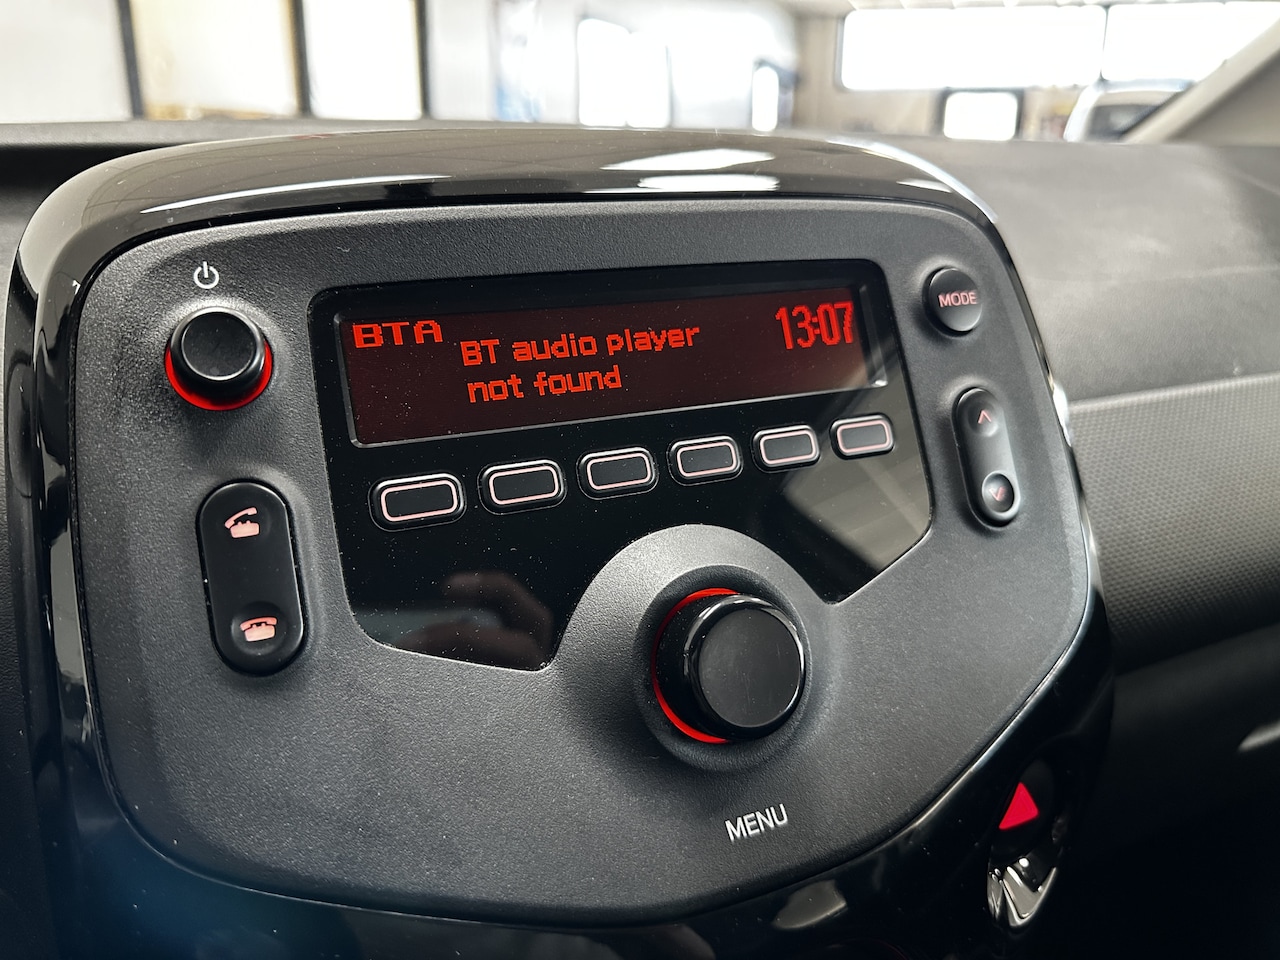 BTA
BT audio player
not found
13:07
MODE
MENU